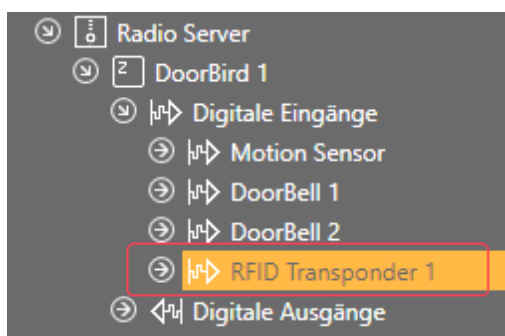 Radio Server
DoorBird 1
Digitale Eingänge
Motion Sensor
DoorBell 1
DoorBell 2
RFID Transponder 1
Digitale Ausgänge